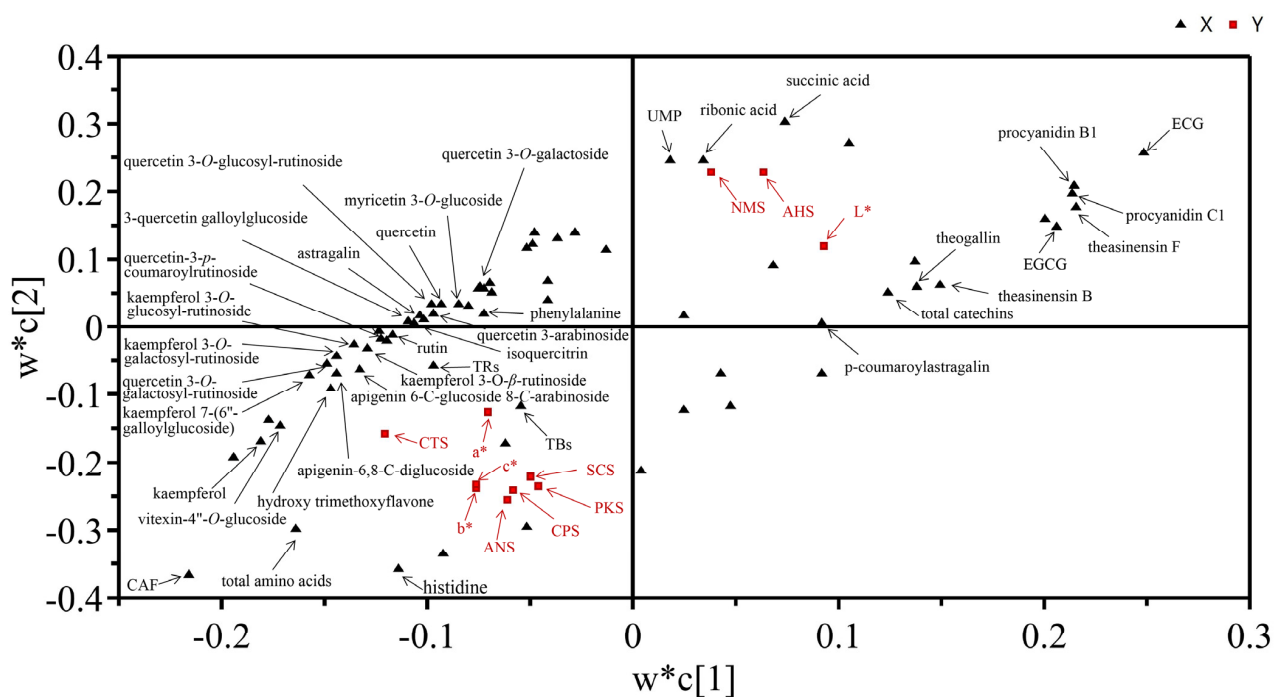 X Y
0.4
0.3
0.2
0.1
0
-0.1
-0.2
-0.3
-0.4
w*c[2]
-0.2
-0.1
0
0.1
0.2
0.3
w*c[1]
succinic acid
UMP
ribonic acid
ECG
procyanidin B1
quercetin 3-O-glucosyl-rutinoside
quercetin 3-O-galactoside
myricetin 3-O-glucoside
NMS
AHS
L*
procyanidin C1
3-quercetin galloylglucoside
quercetin
theogallin
theasinensin F
astragalin
EGCG
quercetin-3-p-
coumaroylrutinoside
theasinensin B
kaempferol 3-O-
glucosyl-rutinosidc
phenylalanine
total catechins
quercetin 3-arabinoside
kaempferol 3-O-
galactosyl-rutinoside
rutin
isoquercitrin
TRs
p-coumaroylastragalin
quercetin 3-O-
galactosyl-rutinoside
kaempferol 3-O-β-rutinoside
apigenin 6-C-glucoside 8-C-arabinoside
kaempferol 7-(6"-
galloylglucoside)
CTS
a*
TBs
c*
apigenin-6,8-C-diglucoside
SCS
kaempferol
hydroxy trimethoxyflavone
vitexin-4"-O-glucoside
b*
PKS
CPS
ANS
CAF
total amino acids
histidine